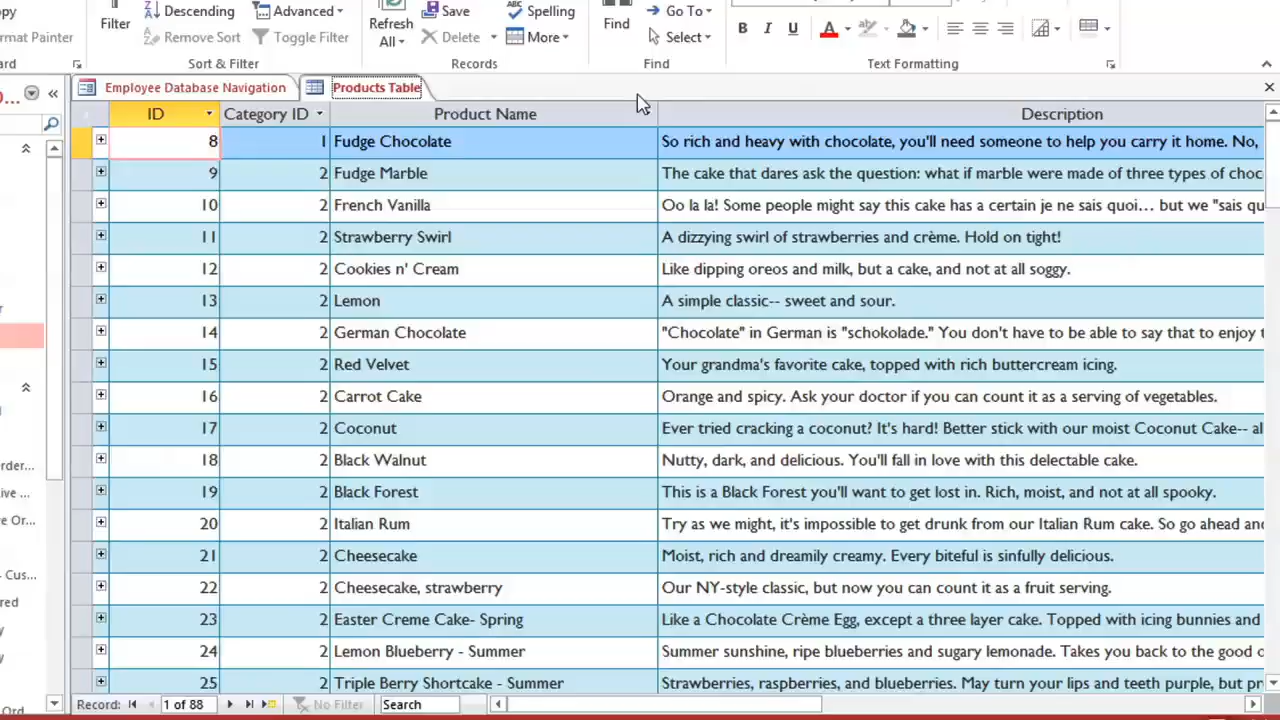 opy
Filter
Descending
Advanced
Refresh
All
Save
Spelling
Find
Go To
rmat Painter
Remove Sort
Toggle Filter
Delete
More
Select
B I U A
ard
Sort & Filter
Records
Find
Text Formatting
Employee Database Navigation
Products Table
ID Category ID Product Name Description
8 1 Fudge Chocolate So rich and heavy with chocolate, you'll need someone to help you carry it home. No,
9 2 Fudge Marble The cake that dares ask the question: what if marble were made of three types of choc
10 2 French Vanilla Oo la la! Some people might say this cake has a certain je ne sais quoi... but we "sais qu
11 2 Strawberry Swirl A dizzying swirl of strawberries and crème. Hold on tight!
12 2 Cookies n' Cream Like dipping oreos and milk, but a cake, and not at all soggy.
13 2 Lemon A simple classic-- sweet and sour.
14 2 German Chocolate "Chocolate" in German is "schokolade." You don't have to be able to say that to enjoy t
15 2 Red Velvet Your grandma's favorite cake, topped with rich buttercream icing.
16 2 Carrot Cake Orange and spicy. Ask your doctor if you can count it as a serving of vegetables.
17 2 Coconut Ever tried cracking a coconut? It's hard! Better stick with our moist Coconut Cake-- al
18 2 Black Walnut Nutty, dark, and delicious. You'll fall in love with this delectable cake.
19 2 Black Forest This is a Black Forest you'll want to get lost in. Rich, moist, and not at all spooky.
20 2 Italian Rum Try as we might, it's impossible to get drunk from our Italian Rum cake. So go ahead and
21 2 Cheesecake Moist, rich and dreamily creamy. Every biteful is sinfully delicious.
22 2 Cheesecake, strawberry Our NY-style classic, but now you can count it as a fruit serving.
23 2 Easter Creme Cake- Spring Like a Chocolate Crème Egg, except a three layer cake. Topped with icing bunnies and
24 2 Lemon Blueberry - Summer Summer sunshine, ripe blueberries and sugary lemonade. Takes you back to the good o
25 2 Triple Berry Shortcake - Summer Strawberries, raspberries, and blueberries. May turn your lips and teeth purple, but pr
rder...
ive ...
e Or...
- Cus...
red
Record: 1 of 88 No Filter Search